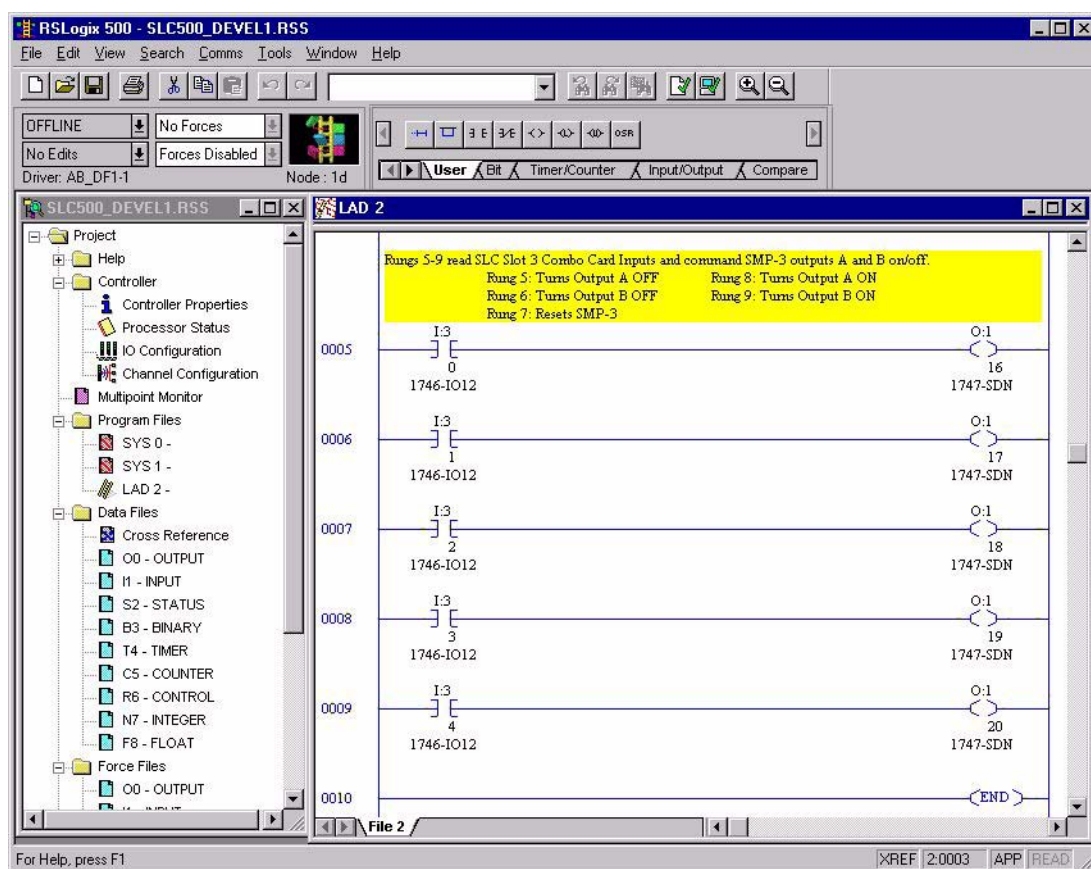 RSLogix 500 - SLC500_DEVEL1.RSS
File Edit View Search Comms Tools Window Help
OFFLINE No Forces
No Edits Forces Disabled
Driver: AB_DF1-1 Node : 1d
OSR
User Bit Timer/Counter Input/Output Compare
SLC500_DEVEL1.RSS
Project
Help
Controller
Controller Properties
Processor Status
IO Configuration
Channel Configuration
Multipoint Monitor
Program Files
SYS 0 -
SYS 1 -
LAD 2 -
Data Files
Cross Reference
O0 - OUTPUT
I1 - INPUT
S2 - STATUS
B3 - BINARY
T4 - TIMER
C5 - COUNTER
R6 - CONTROL
N7 - INTEGER
F8 - FLOAT
Force Files
O0 - OUTPUT
LAD 2
Rungs 5-9 read SLC Slot 3 Combo Card Inputs and command SMP-3 outputs A and B on/off.
Rung 5: Turns Output A OFF Rung 8: Turns Output A ON
Rung 6: Turns Output B OFF Rung 9: Turns Output B ON
Rung 7: Resets SMP-3
I:3 O:1
0005
0 16
1746-IO12 1747-SDN
I:3 O:1
0006
1 17
1746-IO12 1747-SDN
I:3 O:1
0007
2 18
1746-IO12 1747-SDN
I:3 O:1
0008
3 19
1746-IO12 1747-SDN
I:3 O:1
0009
4 20
1746-IO12 1747-SDN
0010 END
File 2
For Help, press F1 XREF 2:0003 APP READ